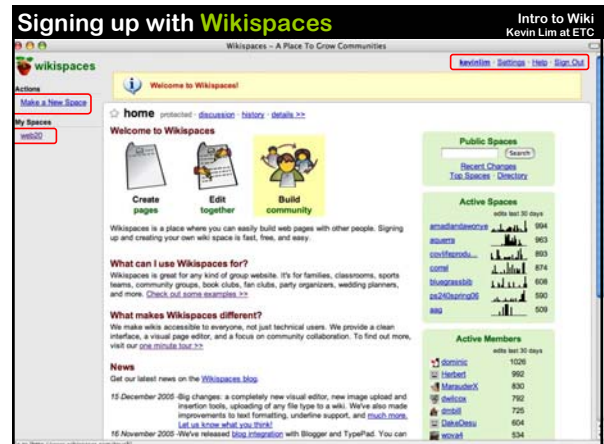 Signing up with Wikispaces
Intro to Wiki
Kevin Lim at ETC
Wikispaces – A Place To Grow Communities
wikispaces
kevinlim · Settings · Help · Sign Out
Actions
Make a New Space
My Spaces
web20
Welcome to Wikispaces!
home protected · discussion · history · details >>
Welcome to Wikispaces
Create
pages
Edit
together
Build
community
Wikispaces is a place where you can easily build web pages with other people. Signing
up and creating your own wiki space is fast, free, and easy.
What can I use Wikispaces for?
Wikispaces is great for any kind of group website. It's for families, classrooms, sports
teams, community groups, book clubs, fan clubs, party organizers, wedding planners,
and more. Check out some examples >>
What makes Wikispaces different?
We make wikis accessible to everyone, not just technical users. We provide a clean
interface, a visual page editor, and a focus on community collaboration. To find out more,
visit our one minute tour >>
News
Get our latest news on the Wikispaces blog.
15 December 2005 -Big changes: a completely new visual editor, new image upload and
insertion tools, uploading of any file type to a wiki. We've also made
improvements to text formatting, underline support, and much more.
Let us know what you think!
16 November 2005 -We've released blog integration with Blogger and TypePad. You can
Public Spaces
Search
Recent Changes
Top Spaces · Directory
Active Spaces
edits last 30 days
amadiandawonye 994
aquerra 963
covlifeprodu... 893
corral 874
bluegrassbib 608
ps240spring06 590
aag 509
Active Members
edits last 30 days
dominic 1026
Herbert 992
MarauderX 830
dwilcox 792
dmbill 725
DakeDesu 604
wova4 534